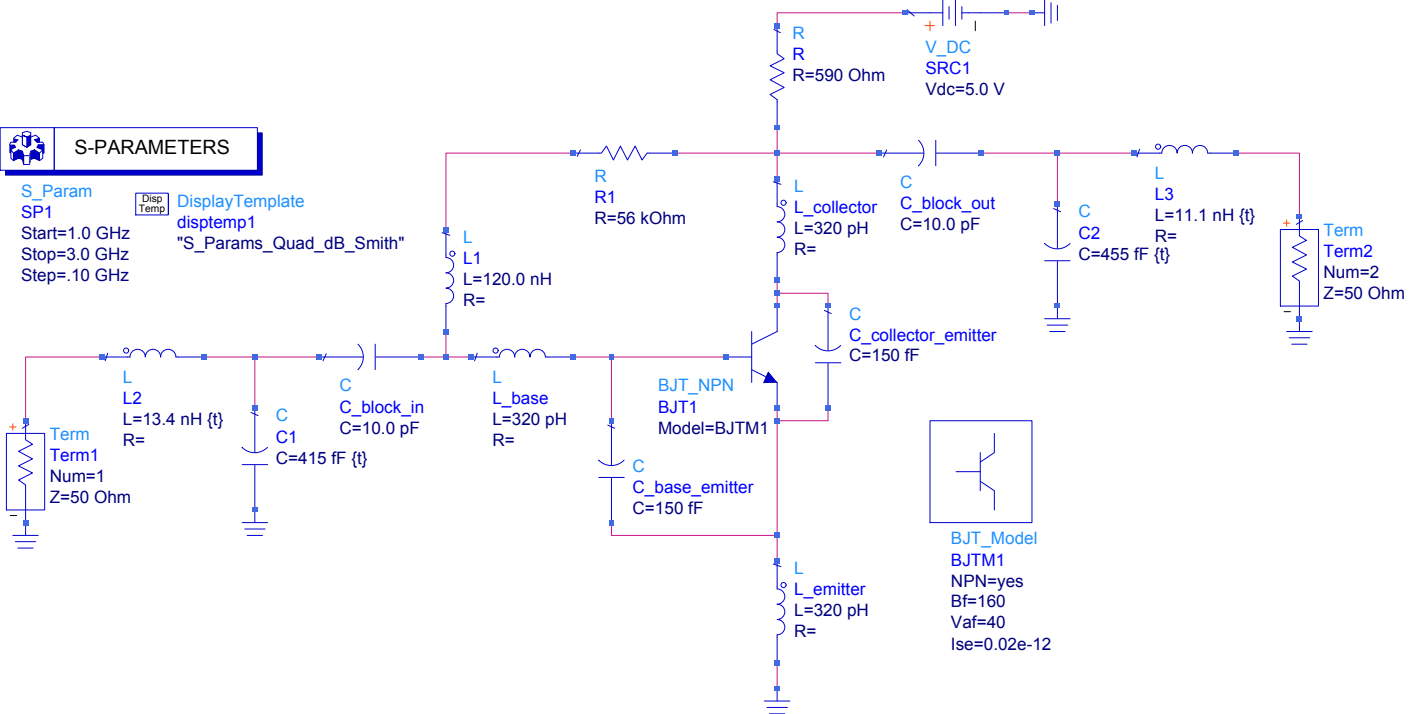 R
R
R=590 Ohm
+
V_DC
SRC1
Vdc=5.0 V
S-PARAMETERS
S_Param
SP1
Start=1.0 GHz
Stop=3.0 GHz
Step=.10 GHz
Disp
Temp
DisplayTemplate
disptemp1
"S_Params_Quad_dB_Smith"
R
R1
R=56 kOhm
L
L1
L=120.0 nH
R=
L
L_collector
L=320 pH
R=
C
C_block_out
C=10.0 pF
C
C2
C=455 fF {t}
L
L3
L=11.1 nH {t}
R=
+
Term
Term2
Num=2
Z=50 Ohm
-
C
C_collector_emitter
C=150 fF
L
L2
L=13.4 nH {t}
R=
+
Term
Term1
Num=1
Z=50 Ohm
-
C
C1
C=415 fF {t}
C
C_block_in
C=10.0 pF
L
L_base
L=320 pH
R=
BJT_NPN
BJT1
Model=BJTM1
C
C_base_emitter
C=150 fF
L
L_emitter
L=320 pH
R=
BJT_Model
BJTM1
NPN=yes
Bf=160
Vaf=40
Ise=0.02e-12